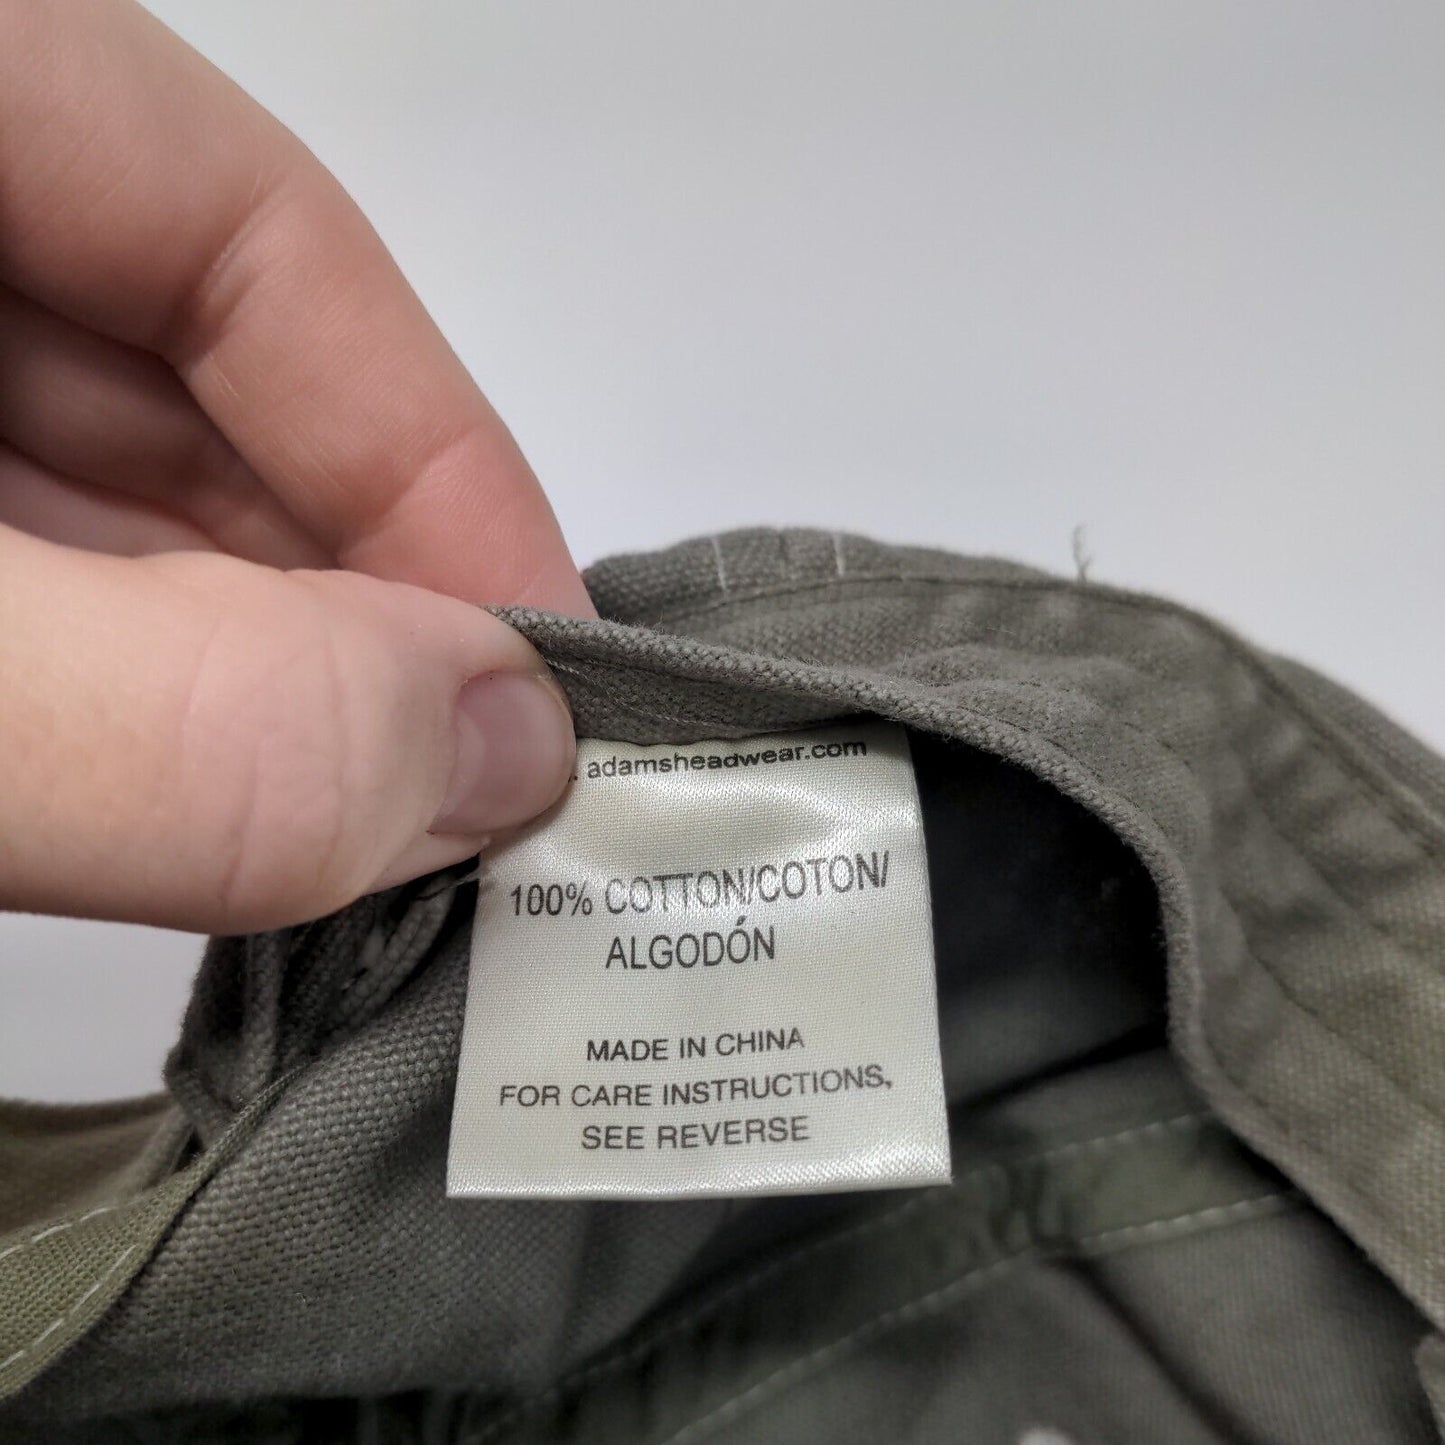 adamsheadwear.com
100% COTTON/COTON/
ALGODÓN
MADE IN CHINA
FOR CARE INSTRUCTIONS,
SEE REVERSE